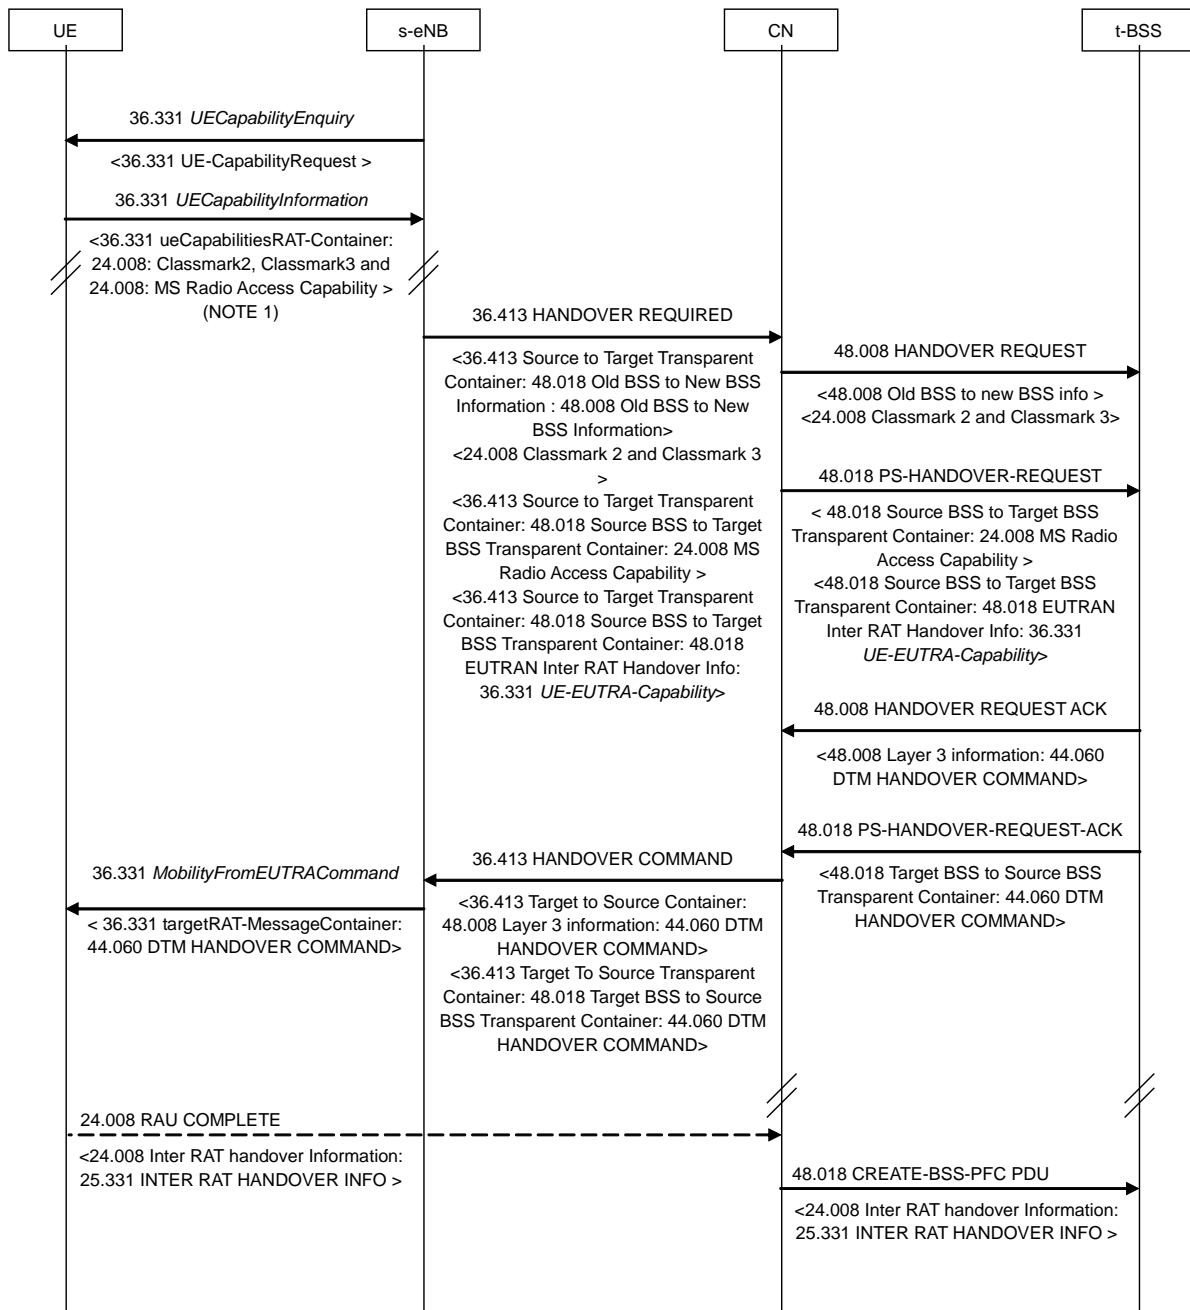 UE
s-eNB
CN
t-BSS
36.331 UECapabilityEnquiry
<36.331 UE-CapabilityRequest >
36.331 UECapabilityInformation
<36.331 ueCapabilitiesRAT-Container:
24.008: Classmark2, Classmark3 and
24.008: MS Radio Access Capability >
(NOTE 1)
36.413 HANDOVER REQUIRED
<36.413 Source to Target Transparent
Container: 48.018 Old BSS to New BSS
Information : 48.008 Old BSS to New
BSS Information>
<24.008 Classmark 2 and Classmark 3
>
<36.413 Source to Target Transparent
Container: 48.018 Source BSS to Target
BSS Transparent Container: 24.008 MS
Radio Access Capability >
<36.413 Source to Target Transparent
Container: 48.018 Source BSS to Target
BSS Transparent Container: 48.018
EUTRAN Inter RAT Handover Info:
36.331 UE-EUTRA-Capability>
48.008 HANDOVER REQUEST
<48.008 Old BSS to new BSS info >
<24.008 Classmark 2 and Classmark 3>
48.018 PS-HANDOVER-REQUEST
< 48.018 Source BSS to Target BSS
Transparent Container: 24.008 MS Radio
Access Capability >
<48.018 Source BSS to Target BSS
Transparent Container: 48.018 EUTRAN
Inter RAT Handover Info: 36.331
UE-EUTRA-Capability>
48.008 HANDOVER REQUEST ACK
<48.008 Layer 3 information: 44.060
DTM HANDOVER COMMAND>
48.018 PS-HANDOVER-REQUEST-ACK
<48.018 Target BSS to Source BSS
Transparent Container: 44.060 DTM
HANDOVER COMMAND>
36.413 HANDOVER COMMAND
<36.413 Target to Source Container:
48.008 Layer 3 information: 44.060 DTM
HANDOVER COMMAND>
<36.413 Target To Source Transparent
Container: 48.018 Target BSS to Source
BSS Transparent Container: 44.060 DTM
HANDOVER COMMAND>
36.331 MobilityFromEUTRACommand
< 36.331 targetRAT-MessageContainer:
44.060 DTM HANDOVER COMMAND>
24.008 RAU COMPLETE
<24.008 Inter RAT handover Information:
25.331 INTER RAT HANDOVER INFO >
48.018 CREATE-BSS-PFC PDU
<24.008 Inter RAT handover Information:
25.331 INTER RAT HANDOVER INFO >